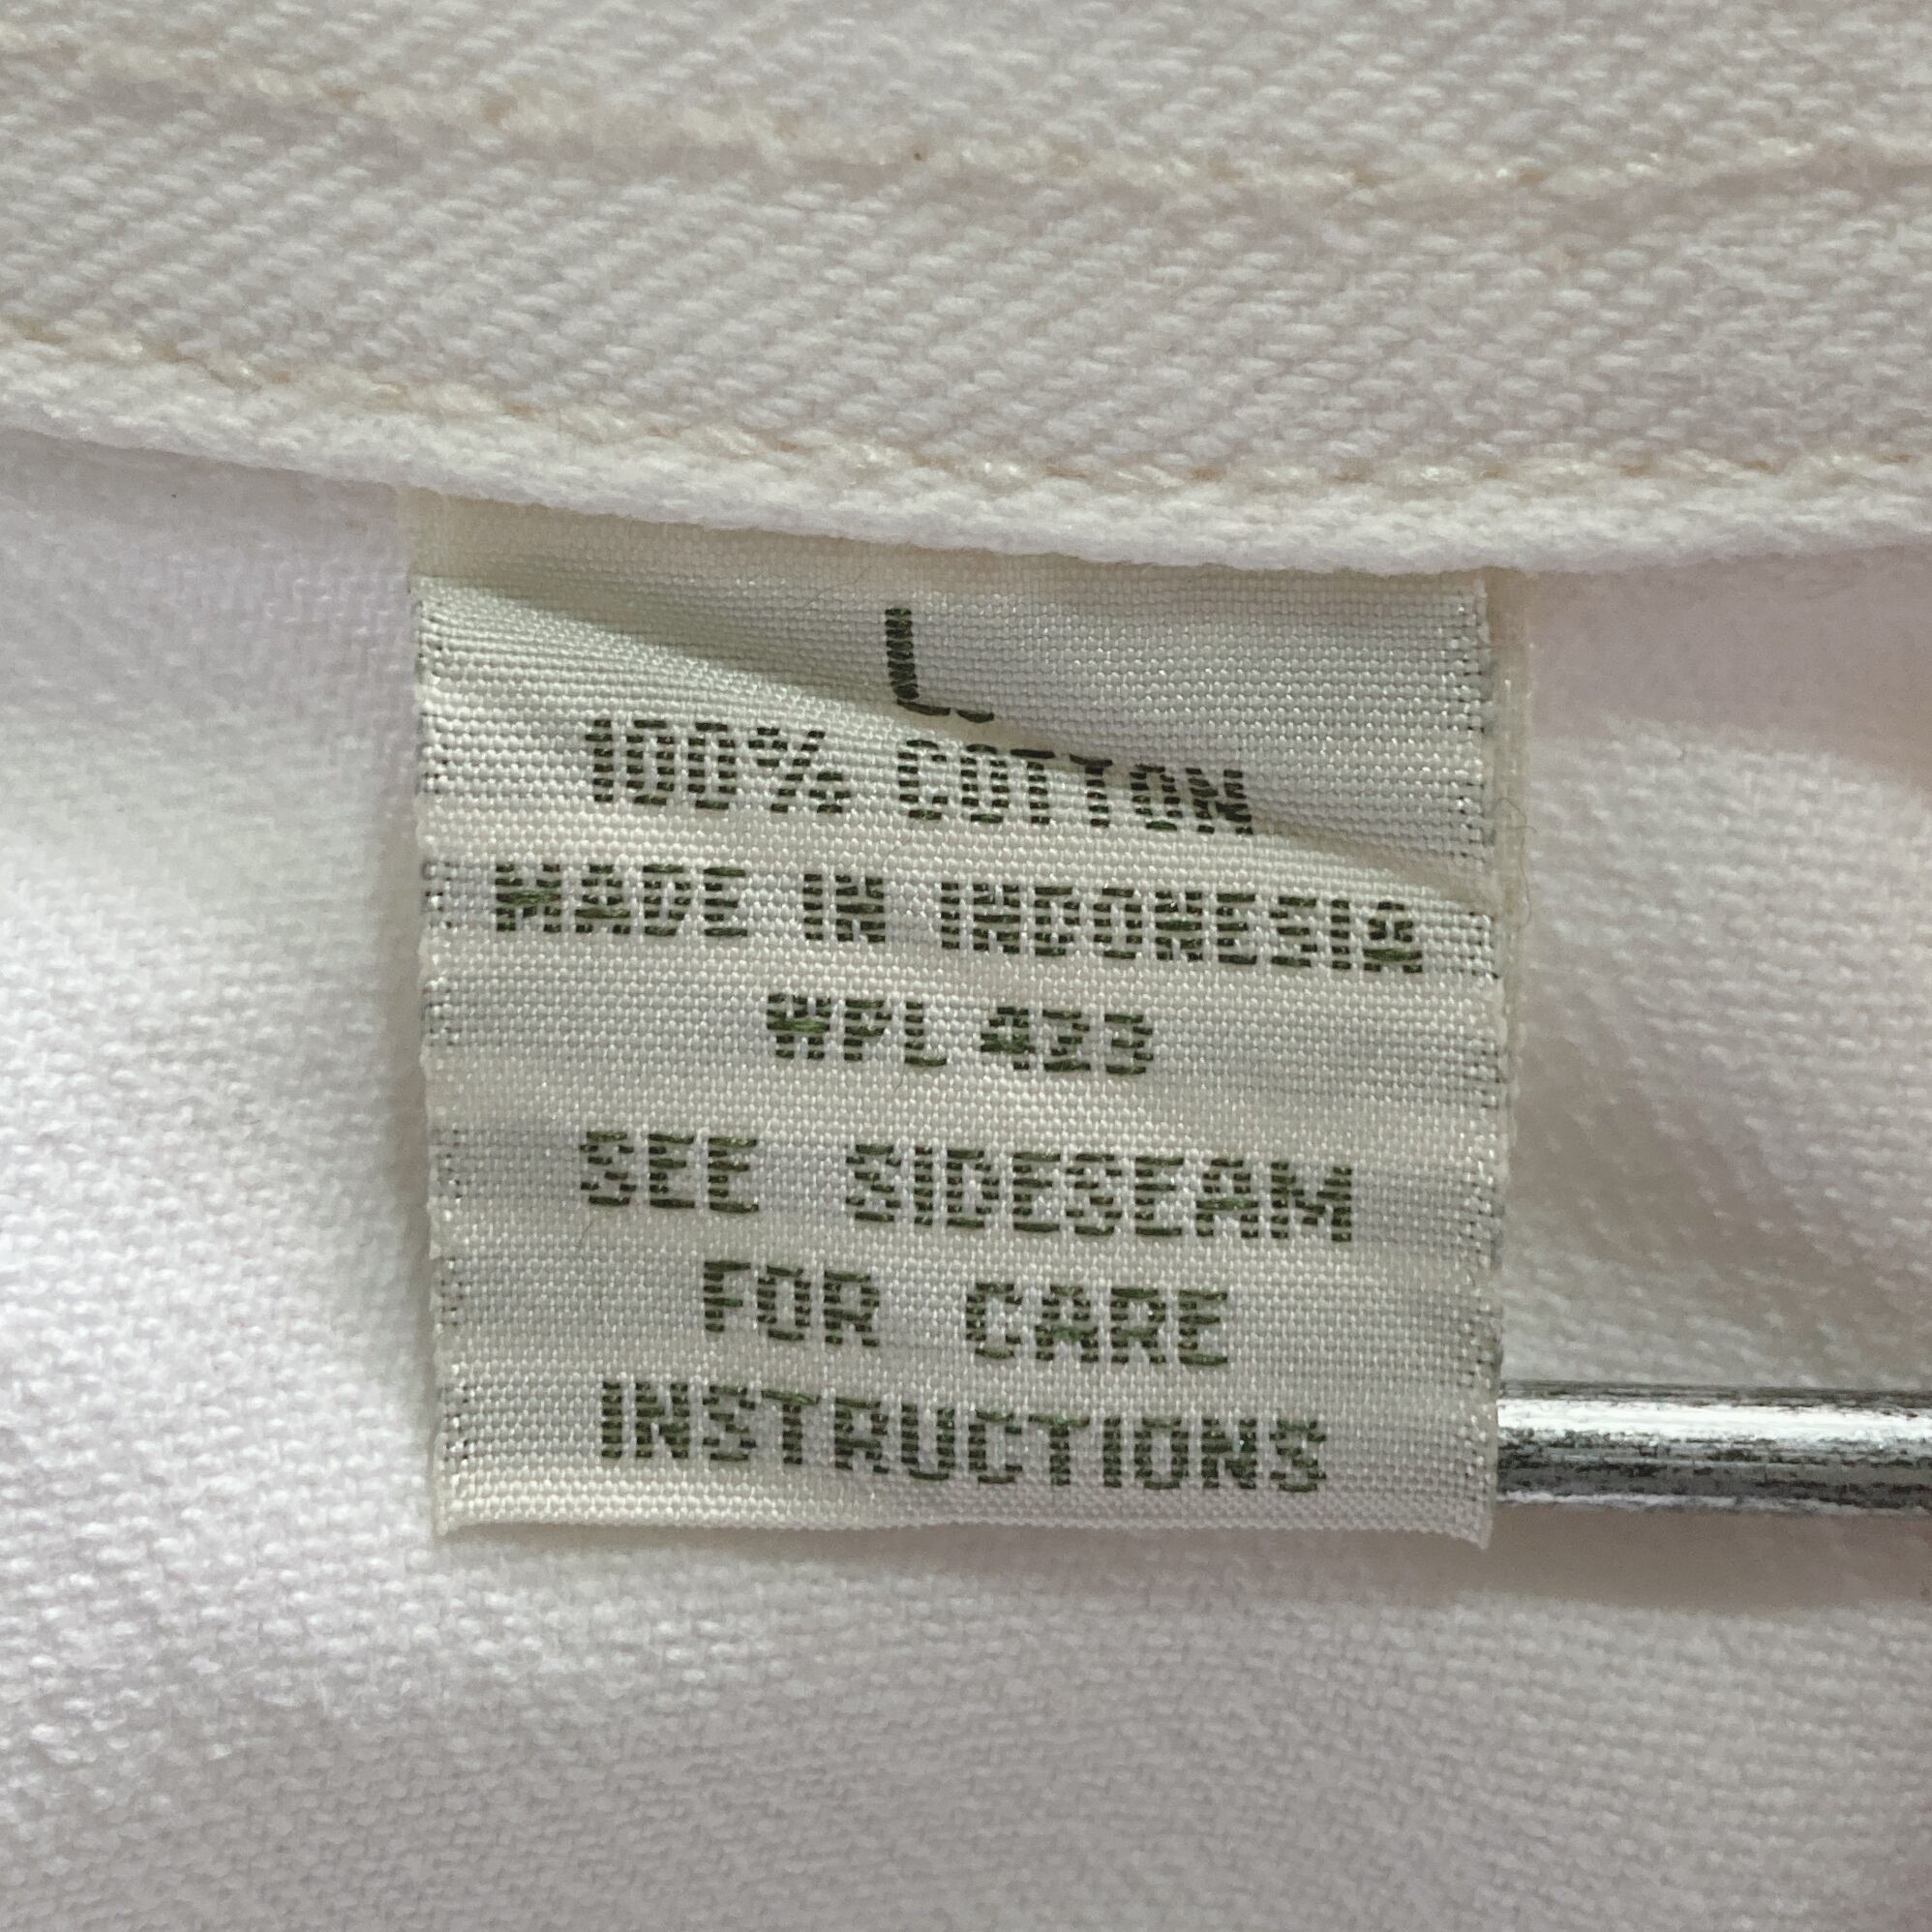 L
100% COTTON
MADE IN INDONESIA
WPL 423
SEE SIDESEAM
FOR CARE
INSTRUCTIONS